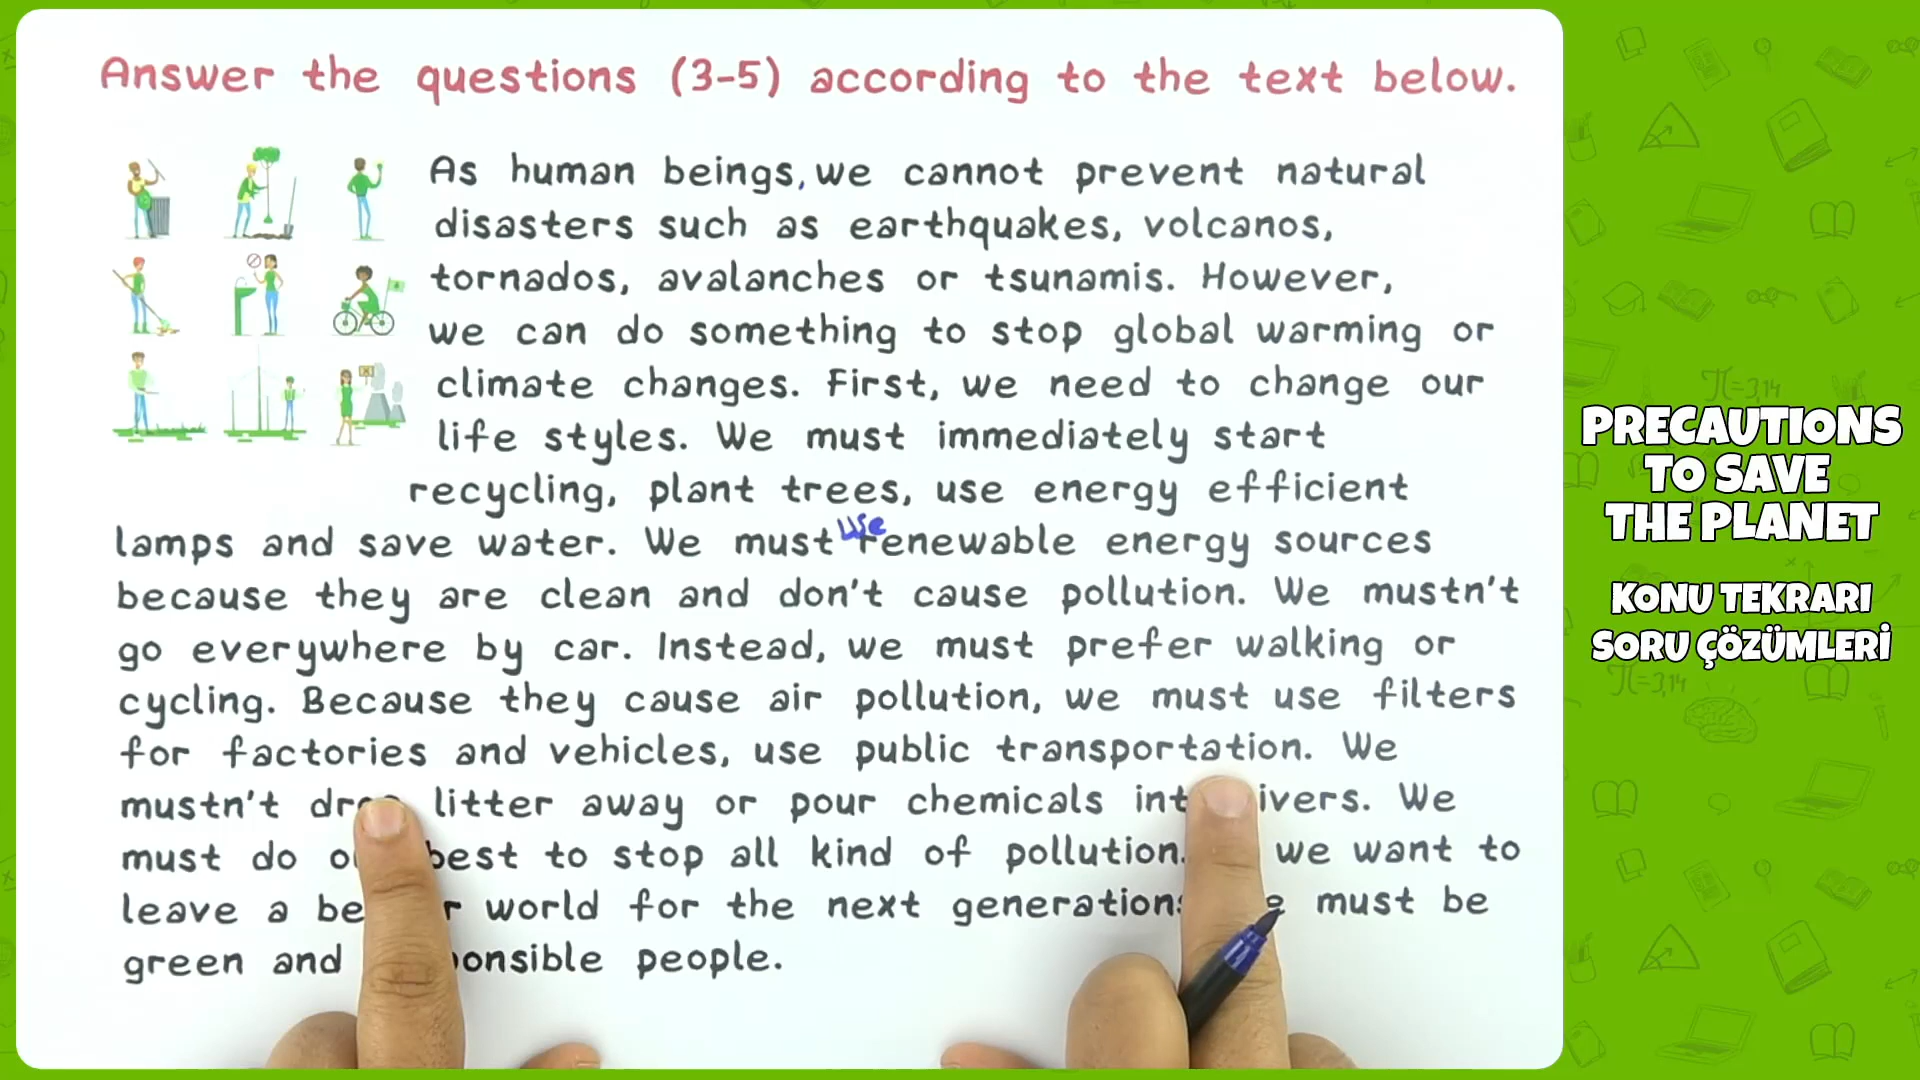 Answer the questions (3-5) according to the text below.
As human beings, we cannot prevent natural
disasters such as earthquakes, volcanos,
tornados, avalanches or tsunamis. However,
we can do something to stop global warming or
climate changes. First, we need to change our
life styles. We must immediately start
recycling, plant trees, use energy efficient
lamps and save water. We must use renewable energy sources
because they are clean and don't cause pollution. We mustn't
go everywhere by car. Instead, we must prefer walking or
cycling. Because they cause air pollution, we must use filters
for factories and vehicles, use public transportation. We
mustn't litter away or pour chemicals We
must do best to stop all kind of pollution. we want to
leave a world for the next must be
green and people.
PRECAUTIONS
TO SAVE
THE PLANET
KONU TEKRARI
SORU ÇÖZÜMLERİ
π=3,14
π=3,14